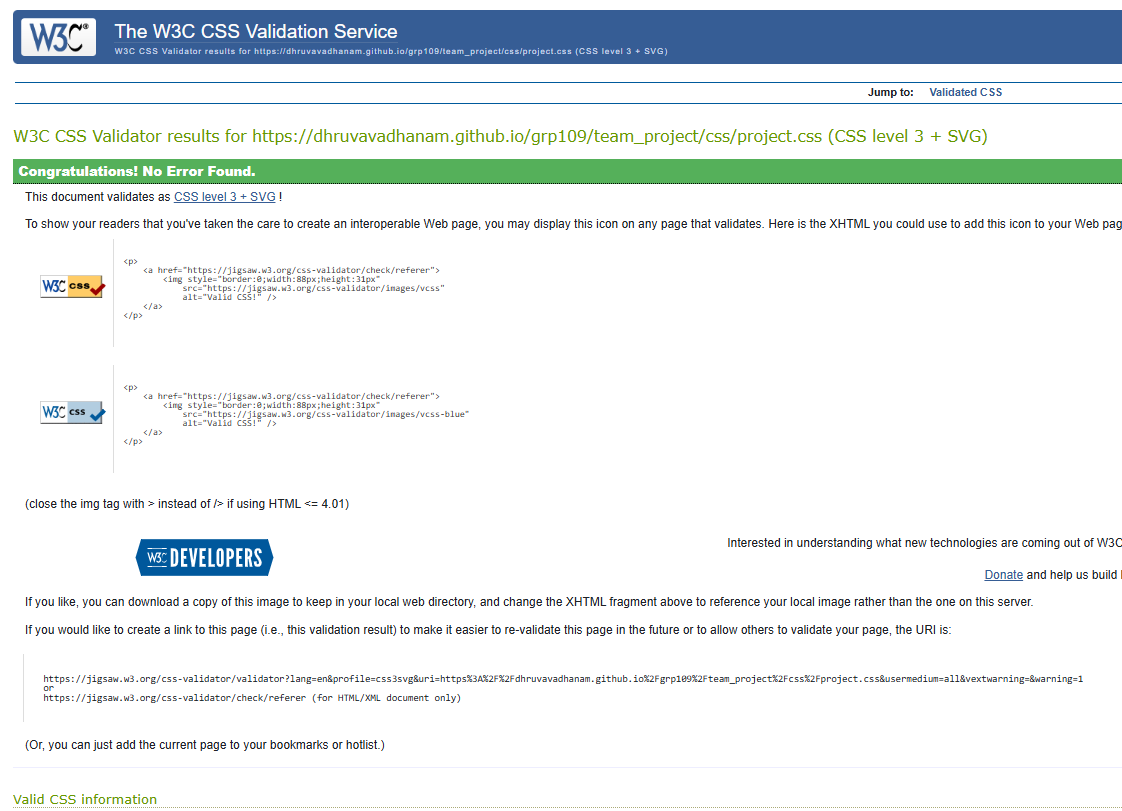 W3C®
The W3C CSS Validation Service
W3C CSS Validator results for https://dhruvavadhanam.github.io/grp109/team_project/css/project.css (CSS level 3 + SVG)
Jump to: Validated CSS
W3C CSS Validator results for https://dhruvavadhanam.github.io/grp109/team_project/css/project.css (CSS level 3 + SVG)
Congratulations! No Error Found.
This document validates as CSS level 3 + SVG !
To show your readers that you've taken the care to create an interoperable Web page, you may display this icon on any page that validates. Here is the XHTML you could use to add this icon to your Web pag
W3C css
<p>
<a href="https://jigsaw.w3.org/css-validator/check/referer">
<img style="border:0;width:88px;height:31px"
src="https://jigsaw.w3.org/css-validator/images/vcss"
alt="Valid CSS!" />
</a>
</p>
W3C css
<p>
<a href="https://jigsaw.w3.org/css-validator/check/referer">
<img style="border:0;width:88px;height:31px"
src="https://jigsaw.w3.org/css-validator/images/vcss-blue"
alt="Valid CSS!" />
</a>
</p>
(close the img tag with > instead of /> if using HTML <= 4.01)
W3C DEVELOPERS
Interested in understanding what new technologies are coming out of W3C
Donate and help us build
If you like, you can download a copy of this image to keep in your local web directory, and change the XHTML fragment above to reference your local image rather than the one on this server.
If you would like to create a link to this page (i.e., this validation result) to make it easier to re-validate this page in the future or to allow others to validate your page, the URI is:
https://jigsaw.w3.org/css-validator/validator?lang=en&profile=css3svg&uri=https%3A%2F%2Fdhruvavadhanam.github.io%2Fgrp109%2Fteam_project%2Fcss%2Fproject.css&usermedium=all&vextwarning=&warning=1
or
https://jigsaw.w3.org/css-validator/check/referer (for HTML/XML document only)
(Or, you can just add the current page to your bookmarks or hotlist.)
Valid CSS information